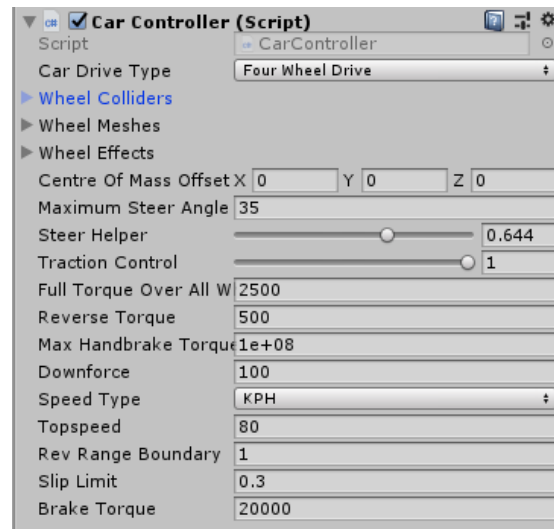 Car Controller (Script)
Script CarController
Car Drive Type Four Wheel Drive
Wheel Colliders
Wheel Meshes
Wheel Effects
Centre Of Mass Offset X 0 Y 0 Z 0
Maximum Steer Angle 35
Steer Helper 0.644
Traction Control 1
Full Torque Over All W 2500
Reverse Torque 500
Max Handbrake Torque 1e+08
Downforce 100
Speed Type KPH
Topspeed 80
Rev Range Boundary 1
Slip Limit 0.3
Brake Torque 20000